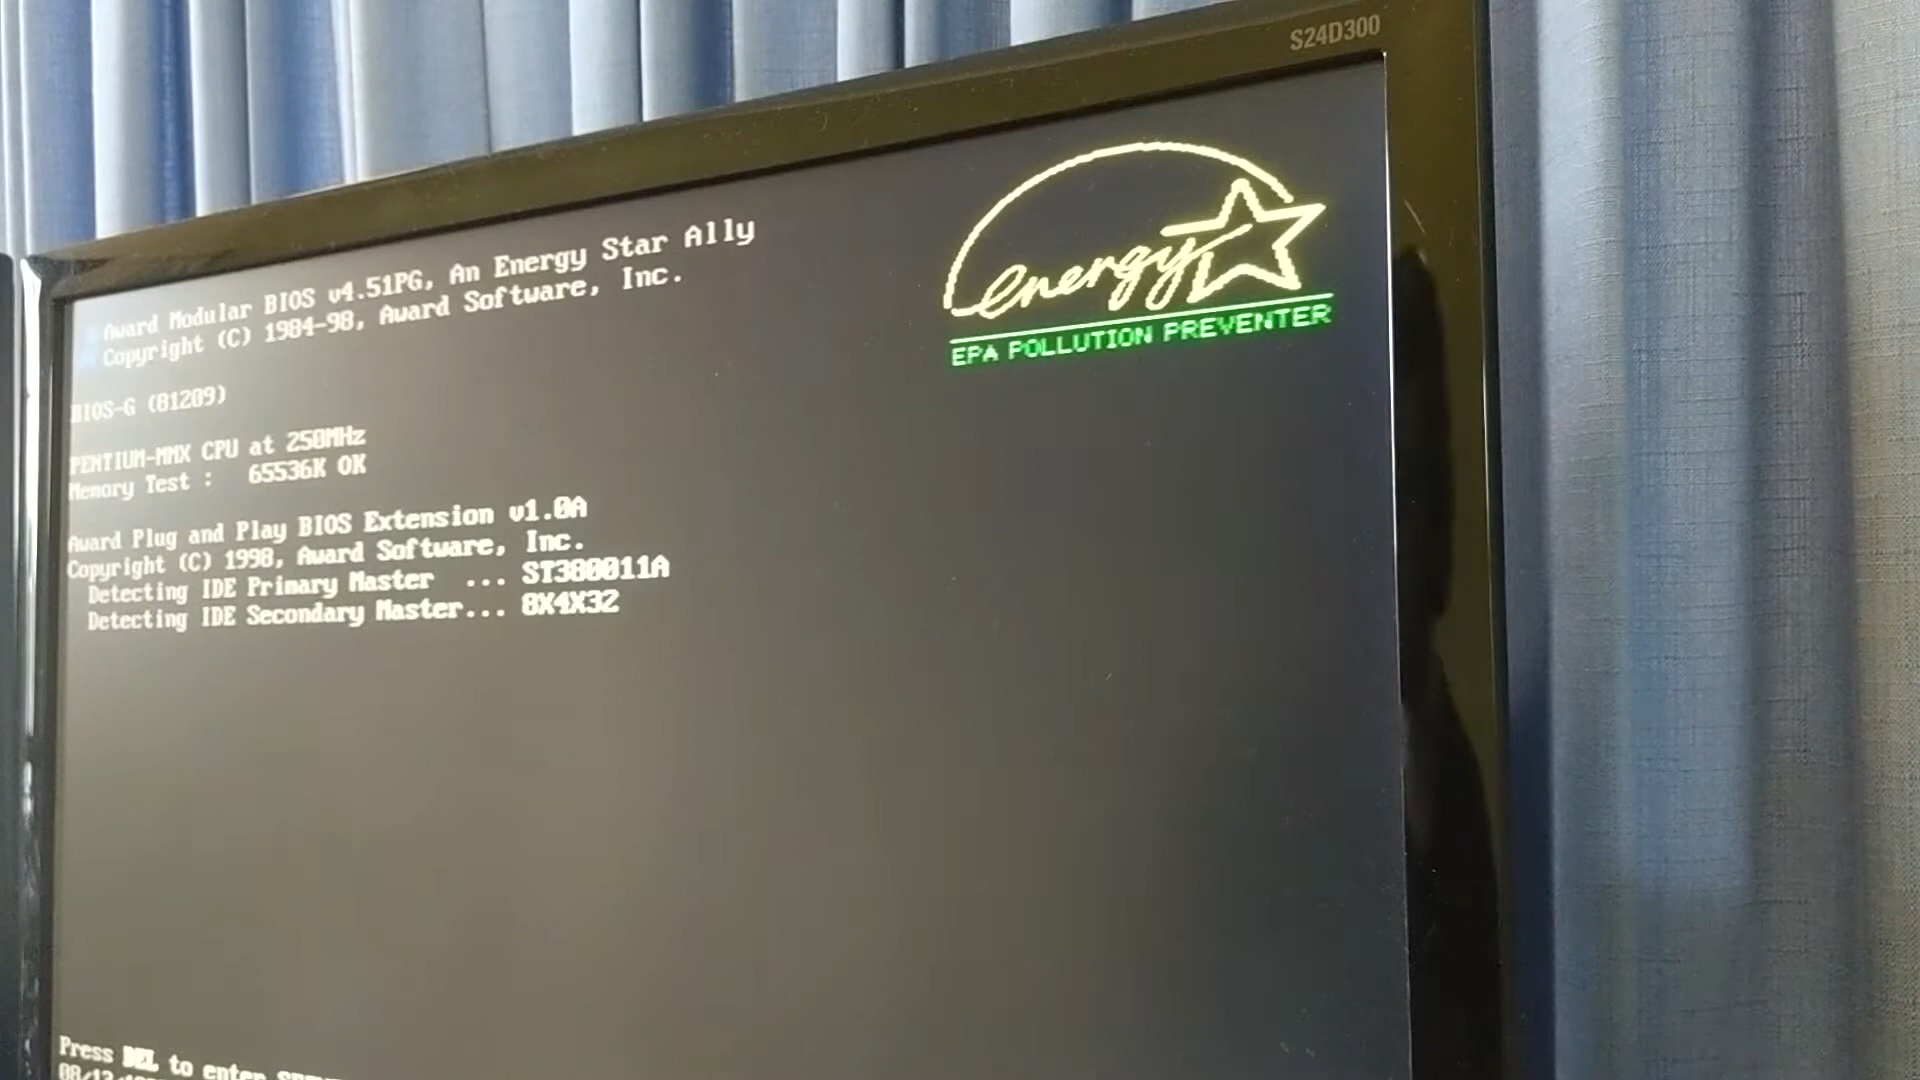 S24D300
Award Modular BIOS v4.51PG, An Energy Star Ally
Copyright (C) 1984-98, Award Software, Inc.
energy
EPA POLLUTION PREVENTER
BIOS-G (81209)
PENTIUM-MMX CPU at 250MHz
Memory Test : 65536K OK
Award Plug and Play BIOS Extension v1.0A
Copyright (C) 1998, Award Software, Inc.
Detecting IDE Primary Master ... ST380011A
Detecting IDE Secondary Master... 8X4X32
Press DEL to enter